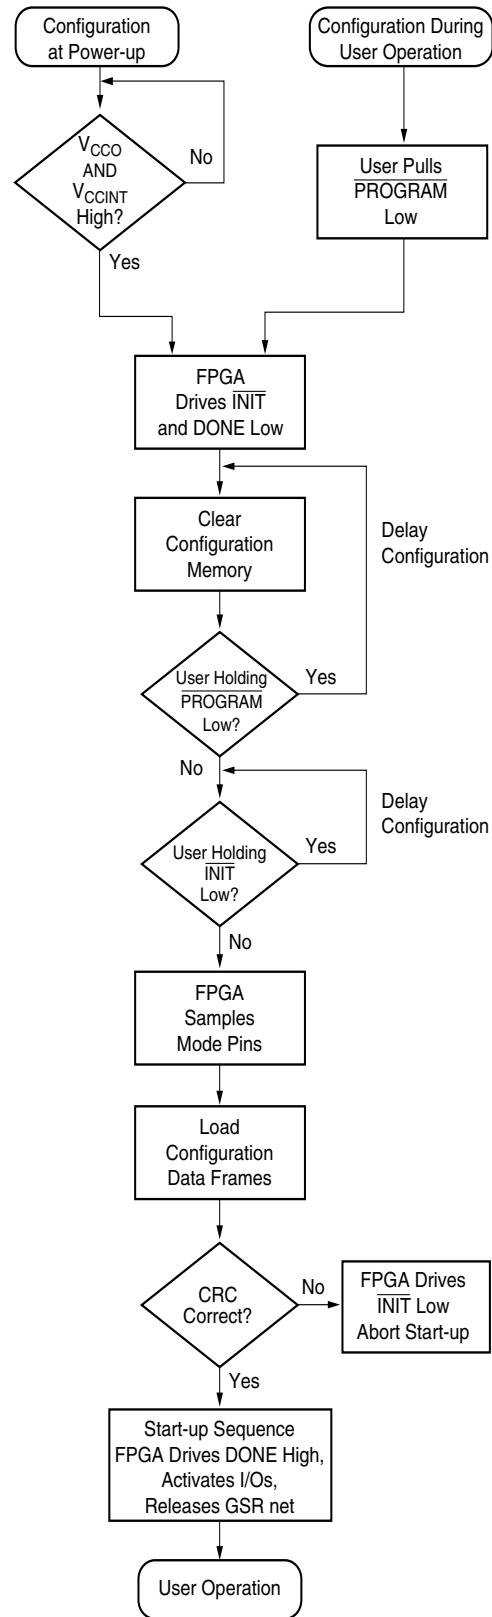 Configuration
at Power-up
Configuration During
User Operation
No
VCCO
AND
VCCINT
High?
User Pulls
PROGRAM
Low
Yes
FPGA
Drives INIT
and DONE Low
Clear
Configuration
Memory
Delay
Configuration
User Holding
PROGRAM
Low?
Yes
No
Delay
Configuration
User Holding
INIT
Low?
Yes
No
FPGA
Samples
Mode Pins
Load
Configuration
Data Frames
CRC
Correct?
No
FPGA Drives
INIT Low
Abort Start-up
Yes
Start-up Sequence
FPGA Drives DONE High,
Activates I/Os,
Releases GSR net
User Operation